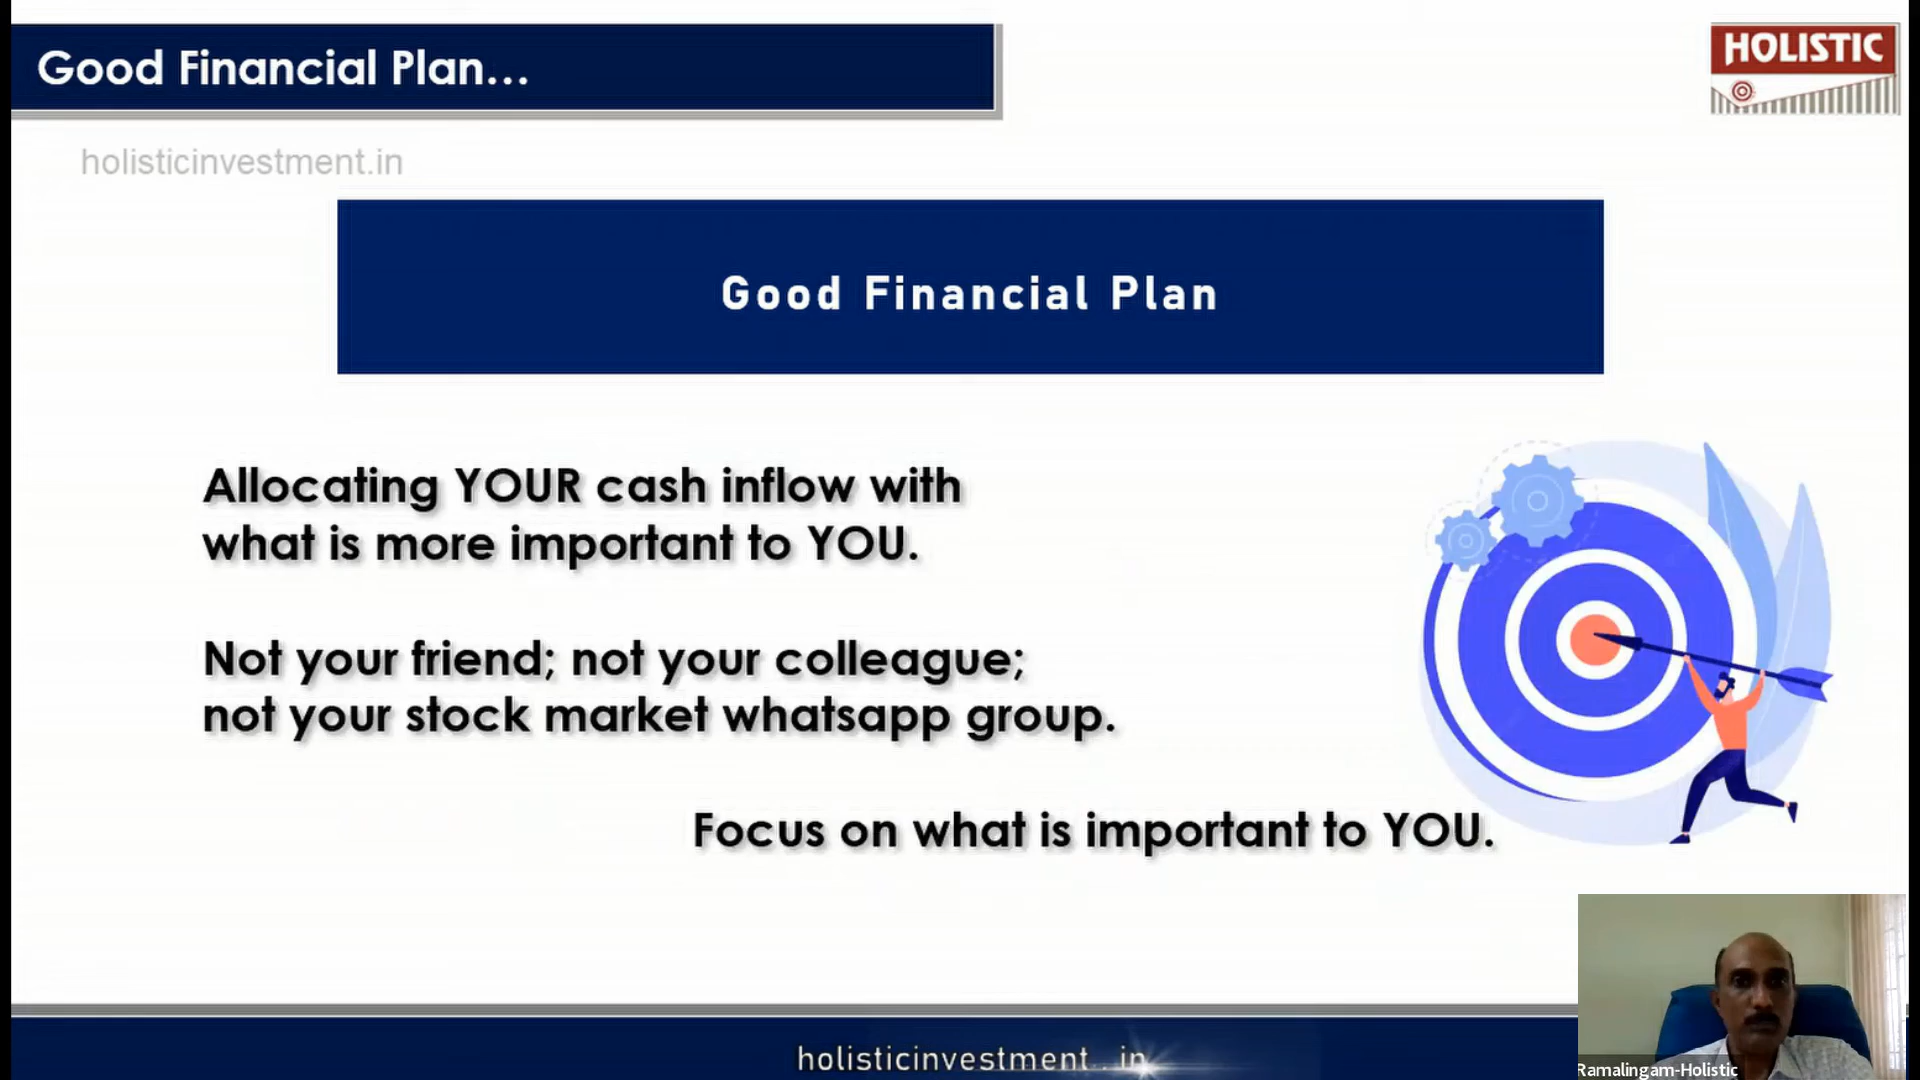 Good Financial Plan...
HOLISTIC
holisticinvestment.in
Good Financial Plan
Allocating YOUR cash inflow with
what is more important to YOU.
Not your friend; not your colleague;
not your stock market whatsapp group.
Focus on what is important to YOU.
holisticinvestment . in
Ramalingam-Holistic